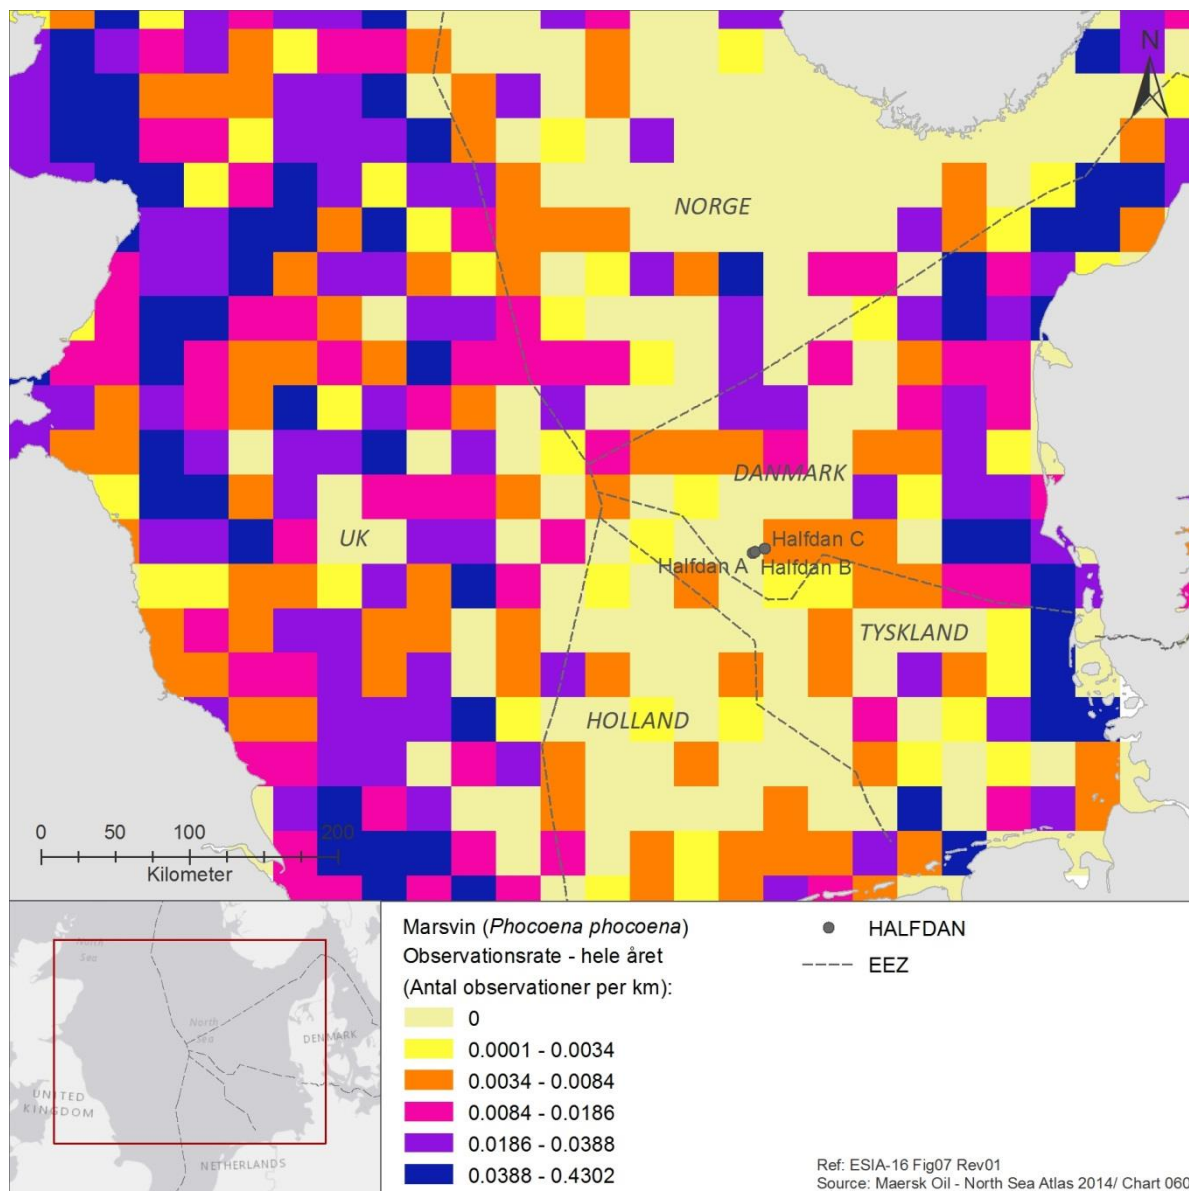 N
NORGE
DANMARK
UK
Halfdan C
Halfdan A
Halfdan B
TYSKLAND
HOLLAND
0 50 100 200
Kilometer
North
Sea
North
Sea
DENMARK
UNITED
KINGDOM
NETHERLANDS
Marsvin (Phocoena phocoena)
Observationsrate - hele året
(Antal observationer per km):
0
0.0001 - 0.0034
0.0034 - 0.0084
0.0084 - 0.0186
0.0186 - 0.0388
0.0388 - 0.4302
HALFDAN
EEZ
Ref: ESIA-16 Fig07 Rev01
Source: Maersk Oil - North Sea Atlas 2014/ Chart 060